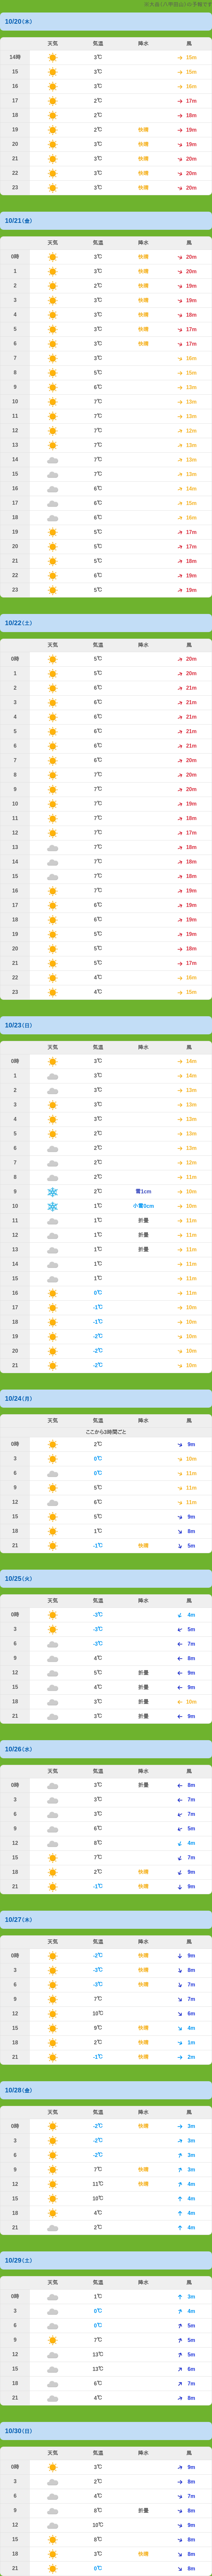 10/20(木)
天気 気温 降水 風
14時 3℃ 15m
15 3℃ 15m
16 3℃ 16m
17 2℃ 17m
18 2℃ 18m
19 2℃ 快晴 19m
20 3℃ 快晴 19m
21 3℃ 快晴 20m
22 3℃ 快晴 20m
23 3℃ 快晴 20m
10/21(金)
天気 気温 降水 風
0時 3℃ 快晴 20m
1 3℃ 快晴 20m
2 2℃ 快晴 19m
3 3℃ 快晴 19m
4 3℃ 快晴 18m
5 3℃ 快晴 17m
6 3℃ 快晴 17m
7 3℃ 16m
8 5℃ 15m
9 6℃ 13m
10 7℃ 13m
11 7℃ 13m
12 7℃ 12m
13 7℃ 13m
14 7℃ 13m
15 7℃ 13m
16 6℃ 14m
17 6℃ 15m
18 6℃ 16m
19 5℃ 17m
20 5℃ 17m
21 5℃ 18m
22 6℃ 19m
23 5℃ 19m
10/22(土)
天気 気温 降水 風
0時 5℃ 20m
1 5℃ 20m
2 6℃ 21m
3 6℃ 21m
4 6℃ 21m
5 6℃ 21m
6 6℃ 21m
7 6℃ 20m
8 7℃ 20m
9 7℃ 20m
10 7℃ 19m
11 7℃ 18m
12 7℃ 17m
13 7℃ 18m
14 7℃ 18m
15 7℃ 18m
16 7℃ 19m
17 6℃ 19m
18 6℃ 19m
19 5℃ 19m
20 5℃ 18m
21 5℃ 17m
22 4℃ 16m
23 4℃ 15m
10/23(日)
天気 気温 降水 風
0時 3℃ 14m
1 3℃ 14m
2 3℃ 13m
3 3℃ 13m
4 3℃ 13m
5 2℃ 13m
6 2℃ 13m
7 2℃ 12m
8 2℃ 11m
9 2℃ 雪1cm 10m
10 1℃ 小雪0cm 10m
11 1℃ 折曇 11m
12 1℃ 折曇 11m
13 1℃ 折曇 11m
14 1℃ 11m
15 1℃ 11m
16 0℃ 11m
17 -1℃ 10m
18 -1℃ 10m
19 -2℃ 10m
20 -2℃ 10m
21 -2℃ 10m
10/24(月)
天気 気温 降水 風
ここから3時間ごと
0時 2℃ 9m
3 0℃ 10m
6 0℃ 11m
9 5℃ 11m
12 6℃ 11m
15 5℃ 9m
18 1℃ 8m
21 -1℃ 快晴 5m
10/25(火)
天気 気温 降水 風
0時 -3℃ 4m
3 -3℃ 5m
6 -3℃ 7m
9 4℃ 8m
12 5℃ 折曇 9m
15 4℃ 折曇 9m
18 3℃ 折曇 10m
21 3℃ 折曇 9m
10/26(水)
天気 気温 降水 風
0時 3℃ 折曇 8m
3 3℃ 7m
6 3℃ 7m
9 6℃ 5m
12 8℃ 4m
15 7℃ 7m
18 2℃ 快晴 9m
21 -1℃ 快晴 9m
10/27(木)
天気 気温 降水 風
0時 -2℃ 快晴 9m
3 -3℃ 快晴 8m
6 -3℃ 快晴 7m
9 7℃ 7m
12 10℃ 6m
15 9℃ 快晴 4m
18 2℃ 快晴 1m
21 -1℃ 快晴 2m
10/28(金)
天気 気温 降水 風
0時 -2℃ 快晴 3m
3 -2℃ 3m
6 -2℃ 3m
9 7℃ 快晴 3m
12 11℃ 快晴 4m
15 10℃ 4m
18 4℃ 4m
21 2℃ 4m
10/29(土)
天気 気温 降水 風
0時 1℃ 3m
3 0℃ 4m
6 0℃ 5m
9 7℃ 5m
12 13℃ 5m
15 13℃ 6m
18 6℃ 7m
21 4℃ 8m
10/30(日)
天気 気温 降水 風
0時 3℃ 9m
3 2℃ 8m
6 4℃ 7m
9 8℃ 折曇 8m
12 10℃ 9m
15 8℃ 8m
18 3℃ 快晴 8m
21 0℃ 8m